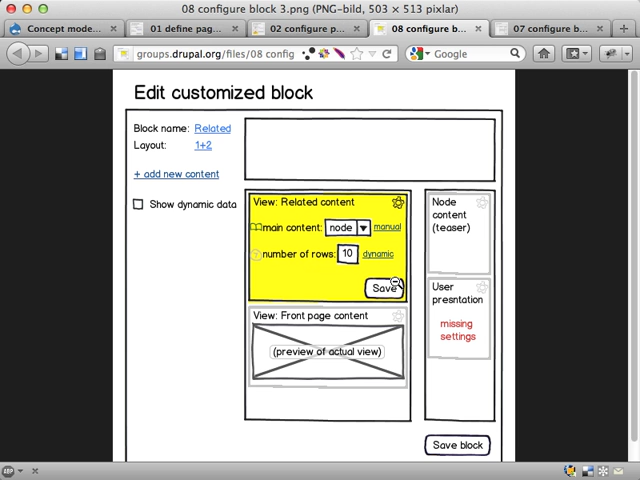 08 configure block 3.png (PNG-bild, 503 × 513 pixlar)
Concept mode...
01 define pag...
02 configure p...
08 configure b...
07 configure b...
groups.drupal.org/files/08 config
Google
Edit customized block
Block name: Related
Layout: 1+2
+ add new content
Show dynamic data
View: Related content
main content: node manual
number of rows: 10 dynamic
Save
View: Front page content
(preview of actual view)
Node
content
(teaser)
User
presntation
missing
settings
Save block
ABP